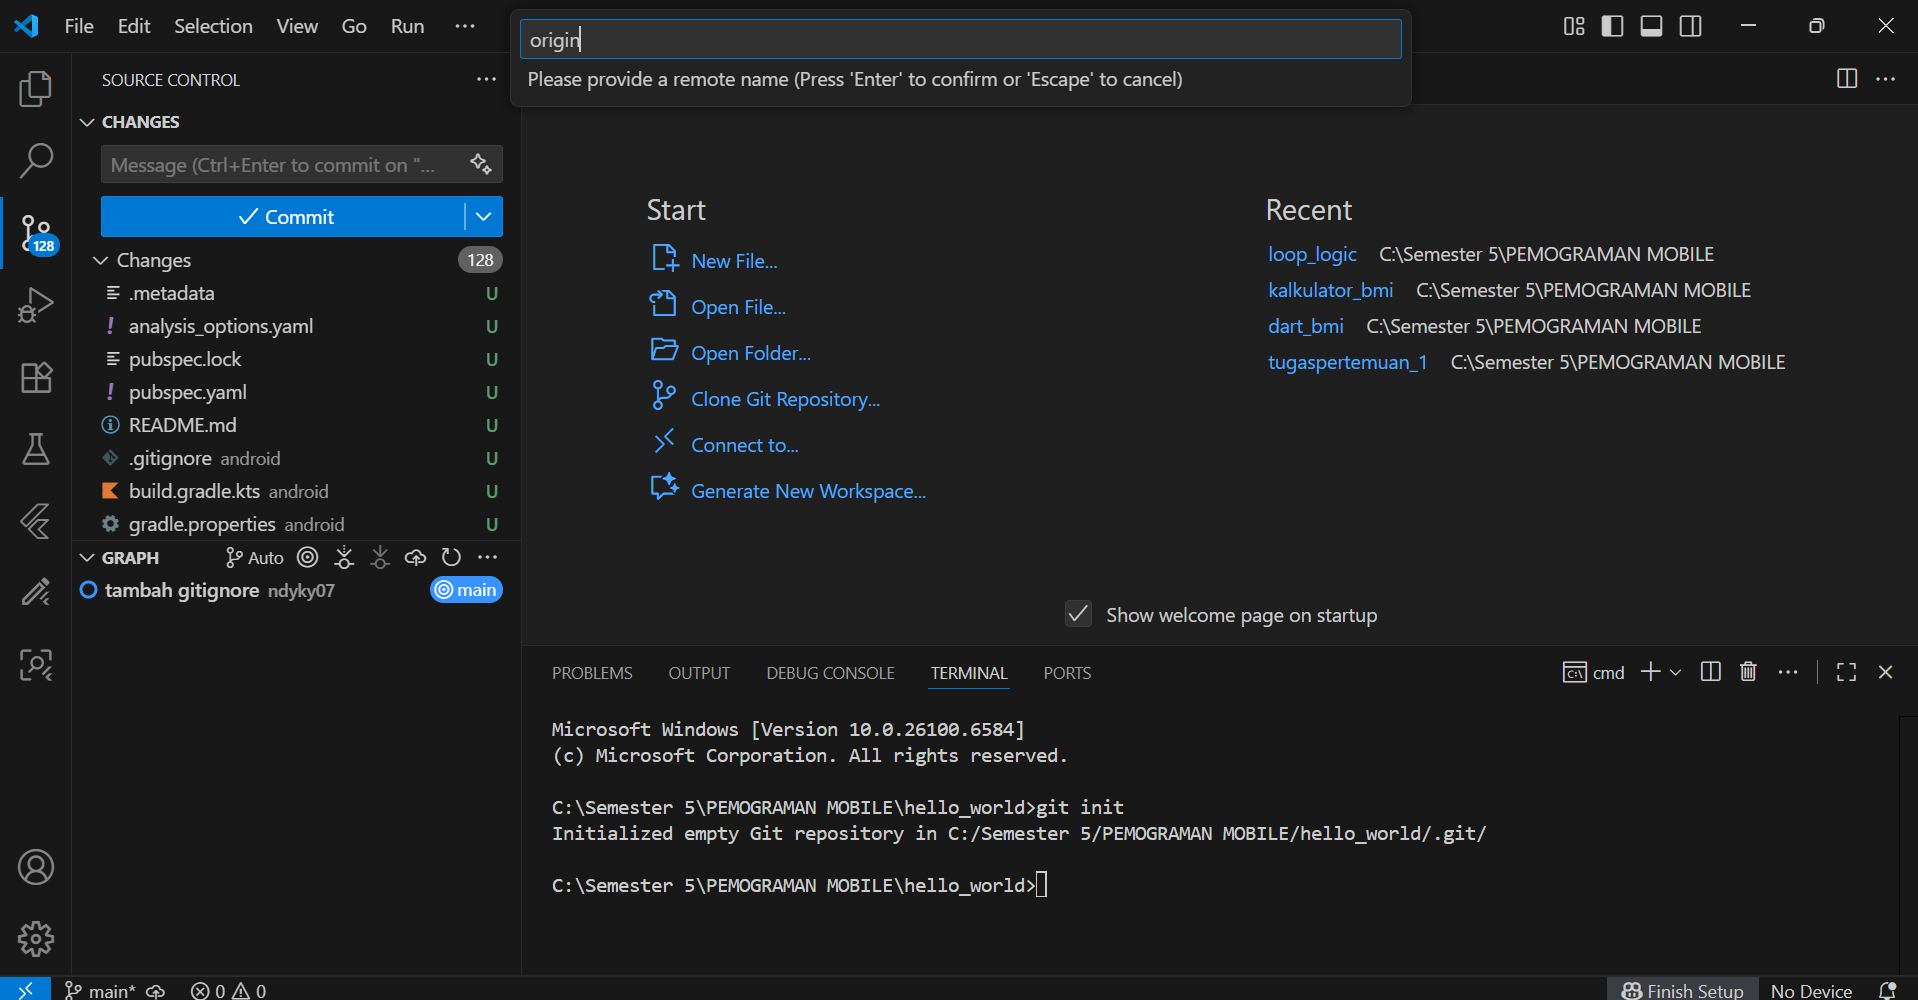 File Edit Selection View Go Run
origin
Please provide a remote name (Press 'Enter' to confirm or 'Escape' to cancel)
SOURCE CONTROL
CHANGES
Message (Ctrl+Enter to commit on "...
Commit
Changes 128
128
.metadata U
analysis_options.yaml U
pubspec.lock U
pubspec.yaml U
README.md U
.gitignore android U
build.gradle.kts android U
gradle.properties android U
GRAPH Auto
tambah gitignore ndyky07 main
Start
New File...
Open File...
Open Folder...
Clone Git Repository...
Connect to...
Generate New Workspace...
Recent
loop_logic C:\Semester 5\PEMOGRAMAN MOBILE
kalkulator_bmi C:\Semester 5\PEMOGRAMAN MOBILE
dart_bmi C:\Semester 5\PEMOGRAMAN MOBILE
tugaspertemuan_1 C:\Semester 5\PEMOGRAMAN MOBILE
Show welcome page on startup
PROBLEMS OUTPUT DEBUG CONSOLE TERMINAL PORTS
cmd
Microsoft Windows [Version 10.0.26100.6584]
(c) Microsoft Corporation. All rights reserved.
C:\Semester 5\PEMOGRAMAN MOBILE\hello_world>git init
Initialized empty Git repository in C:/Semester 5/PEMOGRAMAN MOBILE/hello_world/.git/
C:\Semester 5\PEMOGRAMAN MOBILE\hello_world>
main* 0 0 Finish Setup No Device